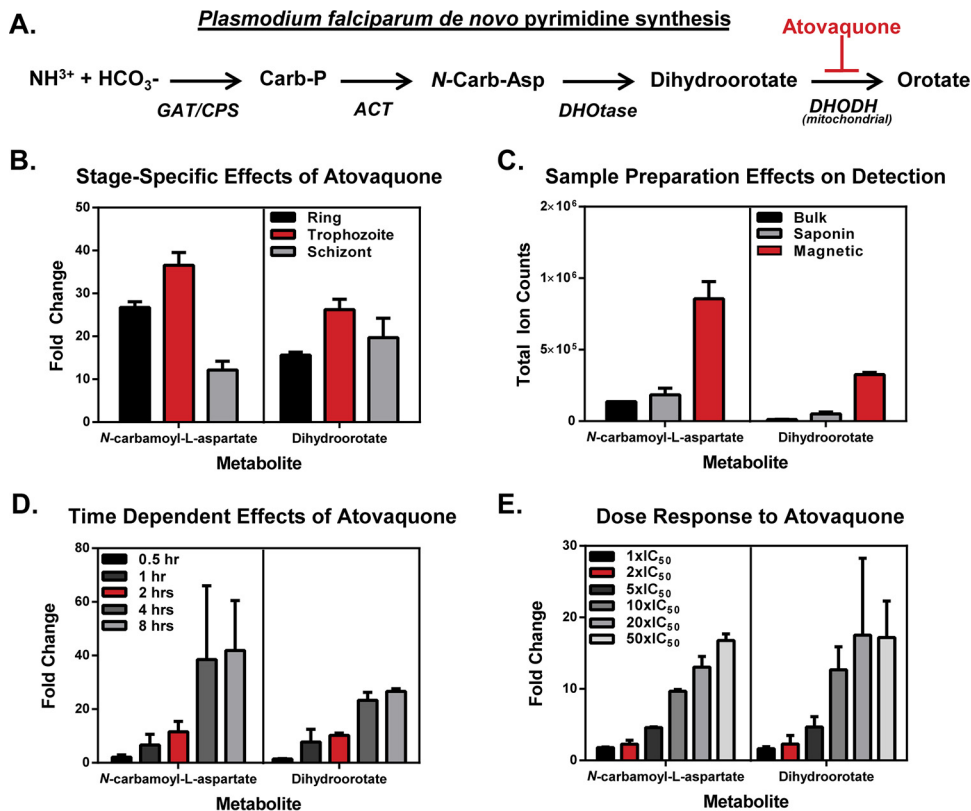 A.
Plasmodium falciparum de novo pyrimidine synthesis
Atovaquone
NH³⁺ + HCO₃- Carb-P N-Carb-Asp Dihydroorotate Orotate
GAT/CPS ACT DHOtase DHODH
(mitochondrial)
B.
Stage-Specific Effects of Atovaquone
Fold Change
50
40
30
20
10
0
Ring
Trophozoite
Schizont
N-carbamoyl-L-aspartate Dihydroorotate
Metabolite
C.
Sample Preparation Effects on Detection
Total Ion Counts
2×10⁶
1×10⁶
5×10⁵
0
Bulk
Saponin
Magnetic
N-carbamoyl-L-aspartate Dihydroorotate
Metabolite
D.
Time Dependent Effects of Atovaquone
Fold Change
80
60
40
20
0
0.5 hr
1 hr
2 hrs
4 hrs
8 hrs
N-carbamoyl-L-aspartate Dihydroorotate
Metabolite
E.
Dose Response to Atovaquone
Fold Change
30
20
10
0
1xIC₅₀
2xIC₅₀
5xIC₅₀
10xIC₅₀
20xIC₅₀
50xIC₅₀
N-carbamoyl-L-aspartate Dihydroorotate
Metabolite